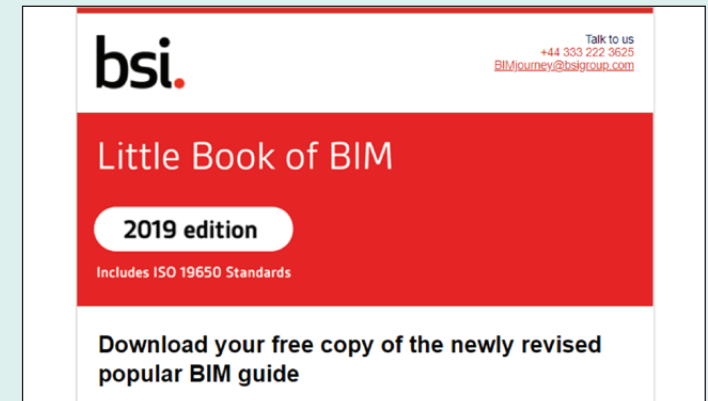 bsi.
Talk to us
+44 333 222 3625
BIMjourney@bsigroup.com
Little Book of BIM
2019 edition
Includes ISO 19650 Standards
Download your free copy of the newly revised
popular BIM guide